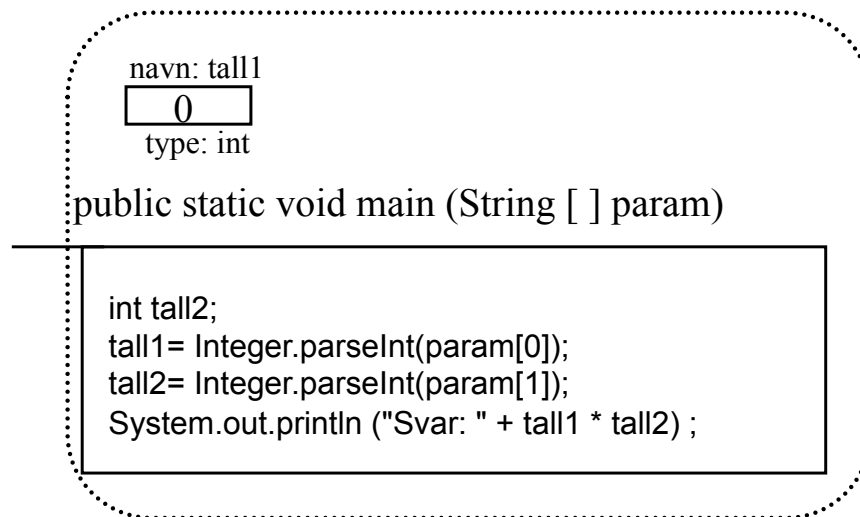 navn: tall1
0
type: int
public static void main (String [ ] param)
int tall2;
tall1= Integer.parseInt(param[0]);
tall2= Integer.parseInt(param[1]);
System.out.println ("Svar: " + tall1 * tall2) ;